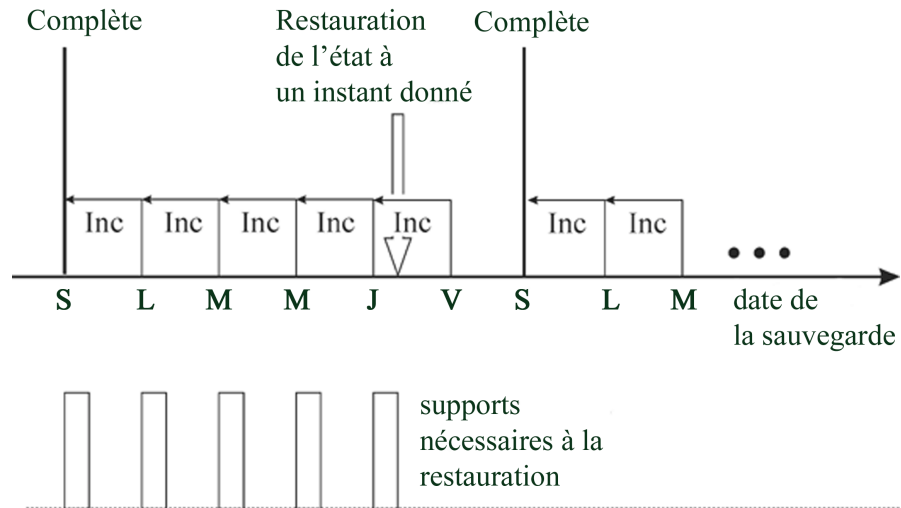 Complète
Restauration
de l'état à
un instant donné
Complète
Inc Inc Inc Inc Inc Inc Inc
S L M M J V S L M
date de
la sauvegarde
supports
nécessaires à la
restauration